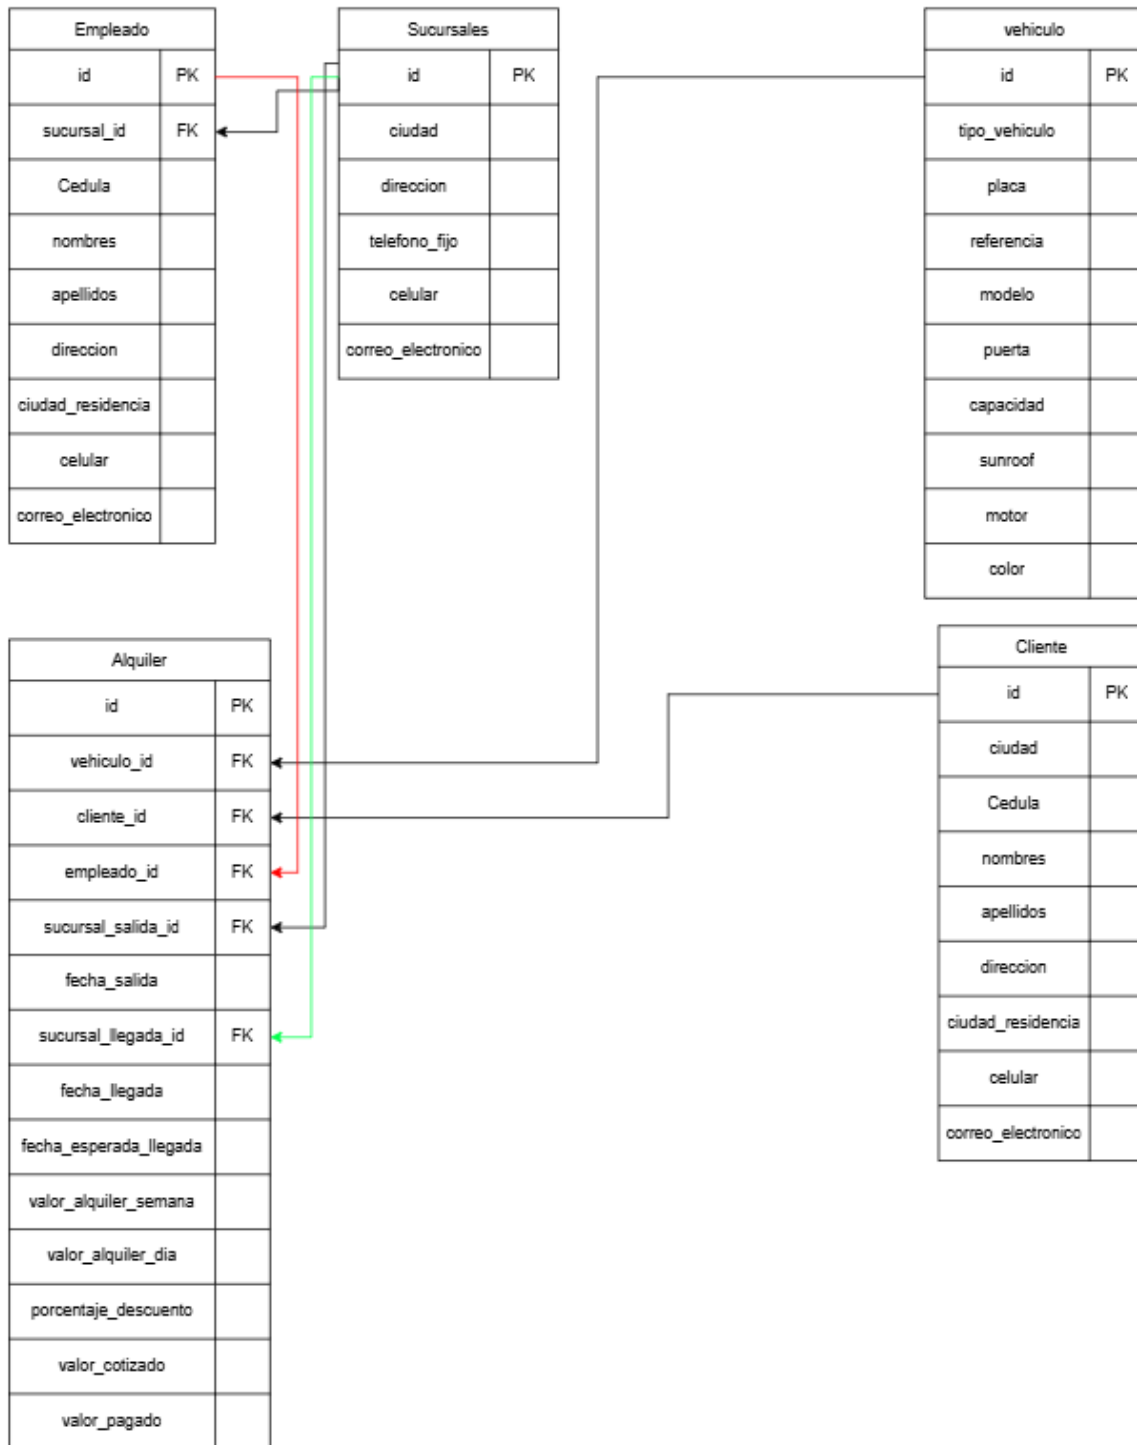 Empleado
id PK
sucursal_id FK
Cedula
nombres
apellidos
direccion
ciudad_residencia
celular
correo_electronico
Sucursales
id PK
ciudad
direccion
telefono_fijo
celular
correo_electronico
vehiculo
id PK
tipo_vehiculo
placa
referencia
modelo
puerta
capacidad
sunroof
motor
color
Alquiler
id PK
vehiculo_id FK
cliente_id FK
empleado_id FK
sucursal_salida_id FK
fecha_salida
sucursal_llegada_id FK
fecha_llegada
fecha_esperada_llegada
valor_alquiler_semana
valor_alquiler_dia
porcentaje_descuento
valor_cotizado
valor_pagado
Cliente
id PK
ciudad
Cedula
nombres
apellidos
direccion
ciudad_residencia
celular
correo_electronico